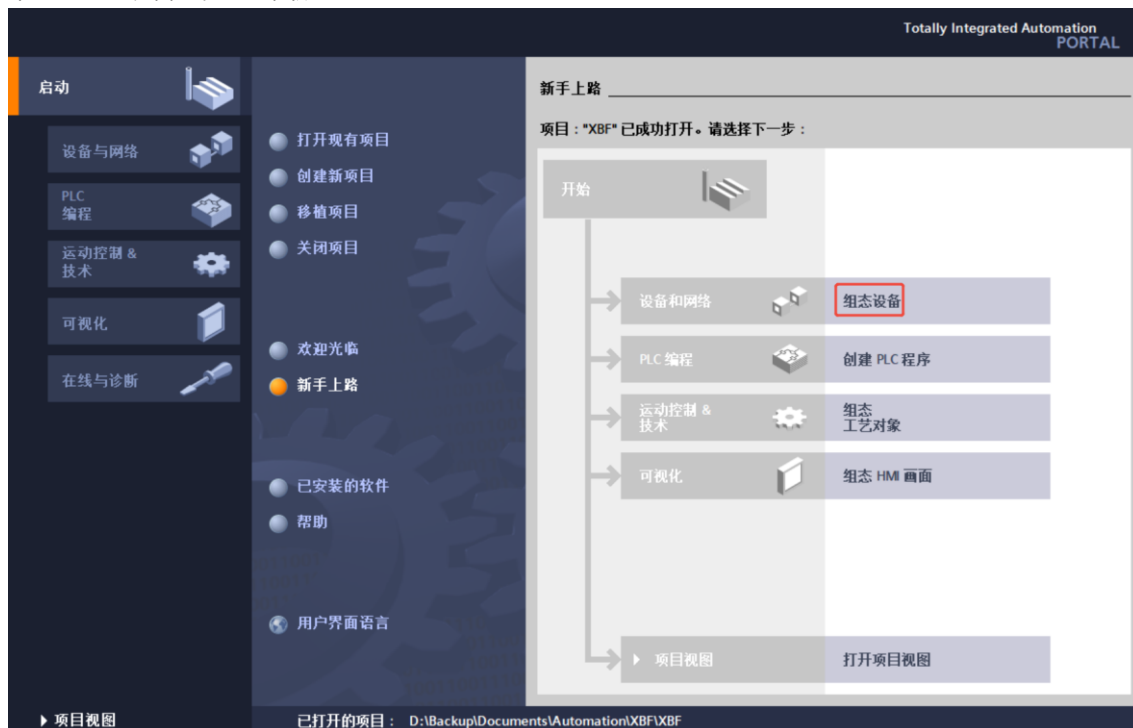 Totally Integrated Automation
PORTAL
启动
设备与网络
PLC
编程
运动控制 &
技术
可视化
在线与诊断
打开现有项目
创建新项目
移植项目
关闭项目
欢迎光临
新手上路
已安装的软件
帮助
用户界面语言
新手上路
项目："XBF" 已成功打开。请选择下一步：
开始
设备和网络
组态设备
PLC 编程
创建 PLC 程序
运动控制 &
技术
组态
工艺对象
可视化
组态 HMI 画面
项目视图
打开项目视图
项目视图
已打开的项目： D:\Backup\Documents\Automation\XBF\XBF